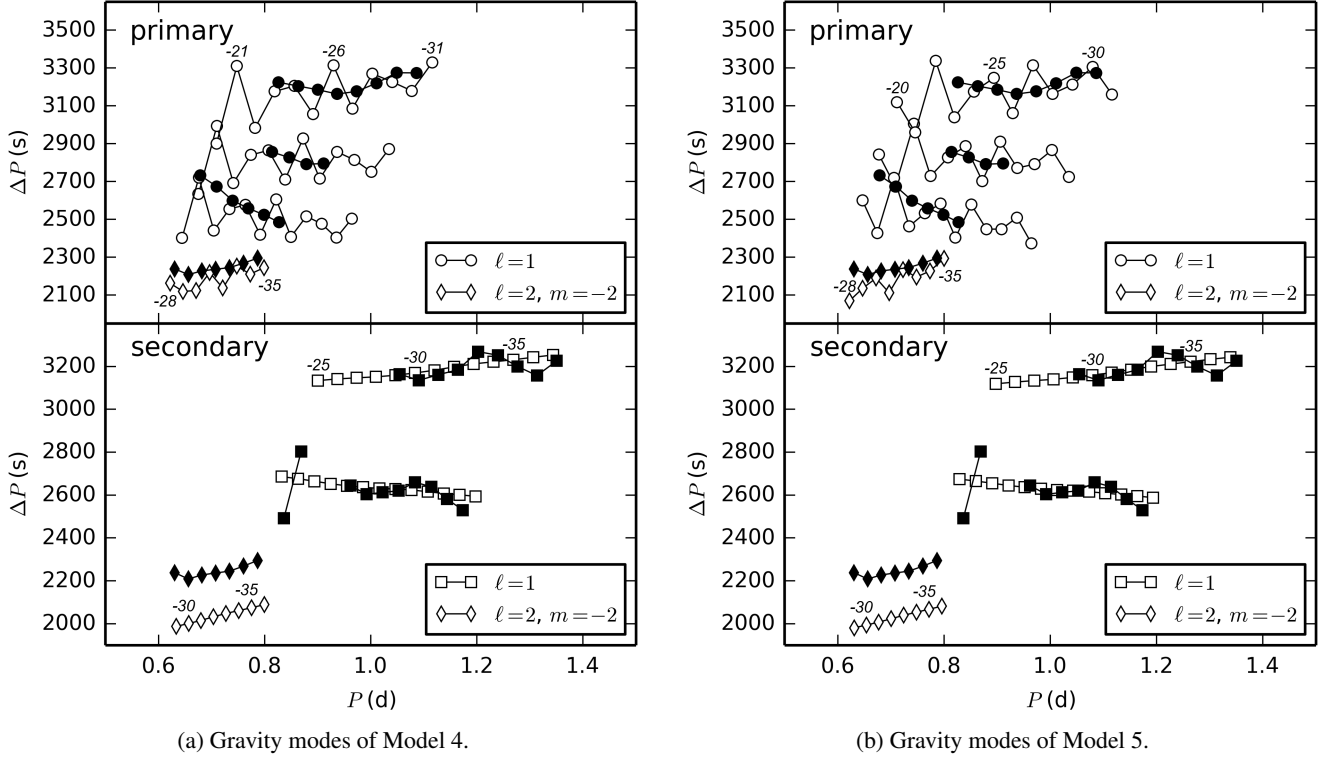 primary
3500
3300
3100
2900
2700
2500
2300
2100
ΔP (s)
-21
-26
-31
-28
-35
ℓ=1
ℓ=2, m=−2
secondary
3200
3000
2800
2600
2400
2200
2000
ΔP (s)
-25
-30
-35
-30
-35
ℓ=1
ℓ=2, m=−2
0.6 0.8 1.0 1.2 1.4
P (d)
(a) Gravity modes of Model 4.
primary
3500
3300
3100
2900
2700
2500
2300
2100
ΔP (s)
-20
-25
-30
-28
-35
ℓ=1
ℓ=2, m=−2
secondary
3200
3000
2800
2600
2400
2200
2000
ΔP (s)
-25
-30
-35
-30
-35
ℓ=1
ℓ=2, m=−2
0.6 0.8 1.0 1.2 1.4
P (d)
(b) Gravity modes of Model 5.